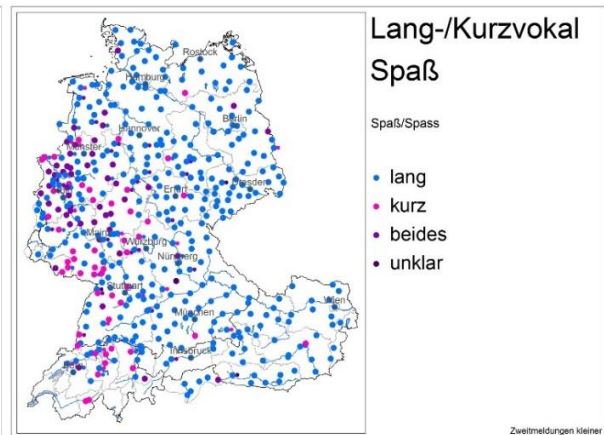 Lang-/Kurzvokal
Spaß
Spaß/Spass
lang
kurz
beides
unklar
Rostock
Hamburg
Berlin
Hannover
Münster
Dresden
Erfurt
Mainz
Würzburg
Nürnberg
Stuttgart
Wien
München
Innsbruck
Zweitmeldungen kleiner